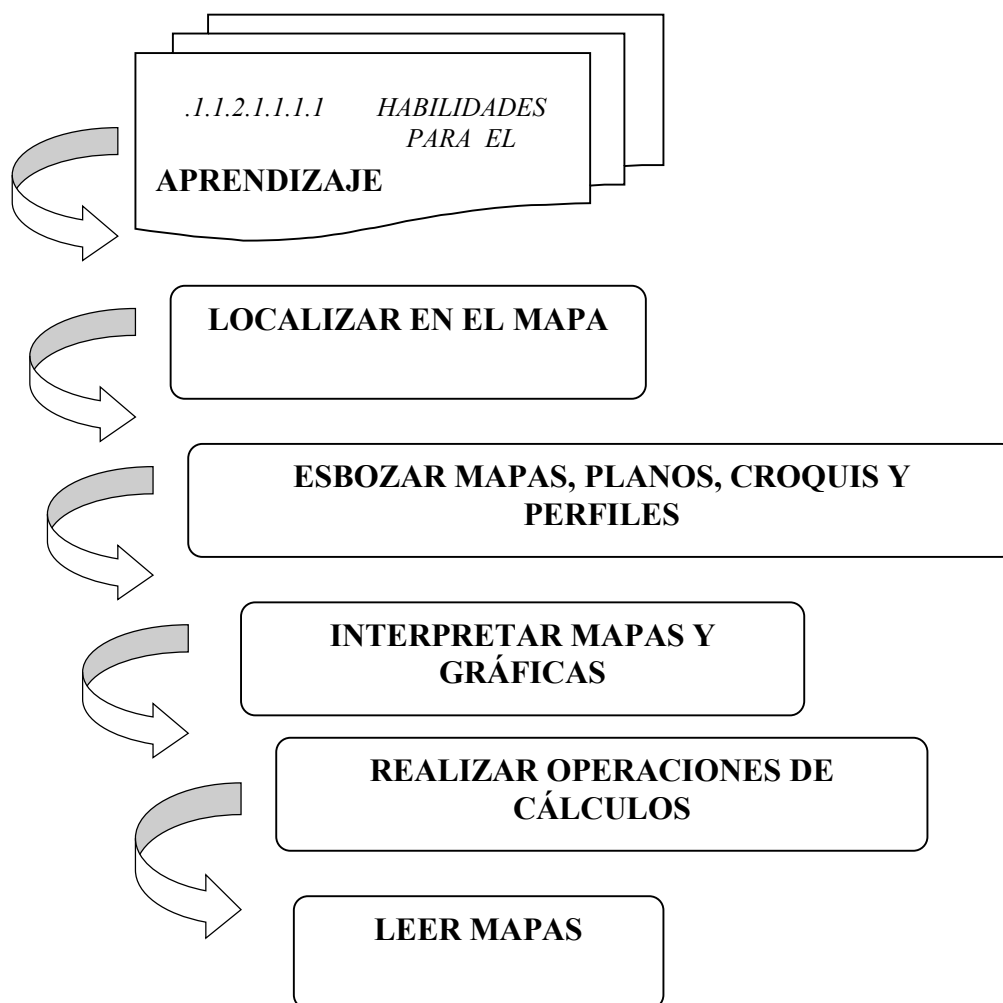 .1.1.2.1.1.1.1 HABILIDADES
PARA EL
APRENDIZAJE
LOCALIZAR EN EL MAPA
ESBOZAR MAPAS, PLANOS, CROQUIS Y
PERFILES
INTERPRETAR MAPAS Y
GRÁFICAS
REALIZAR OPERACIONES DE
CÁLCULOS
LEER MAPAS